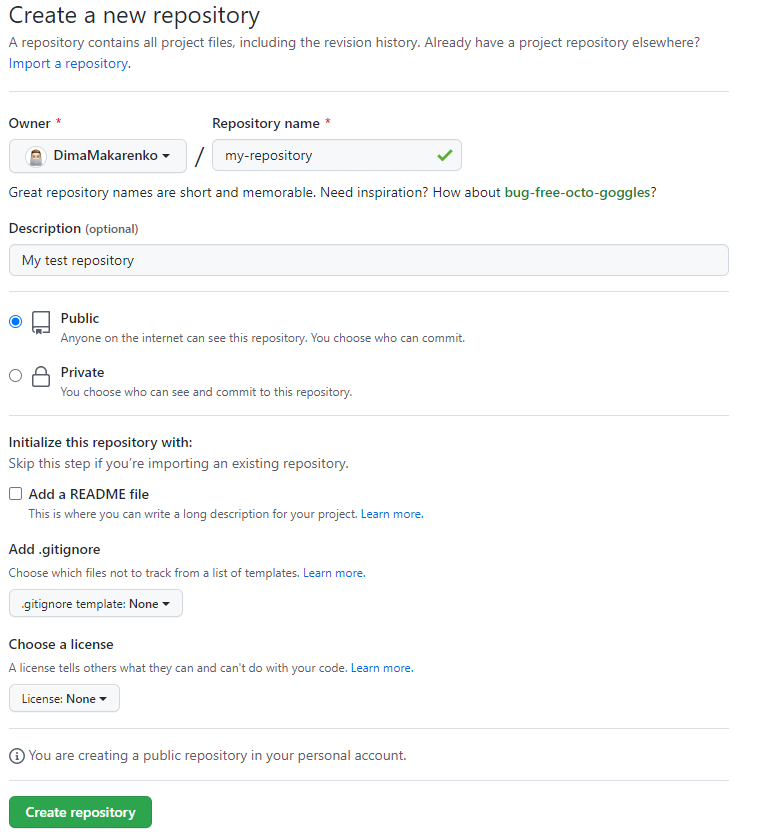 Create a new repository
A repository contains all project files, including the revision history. Already have a project repository elsewhere?
Import a repository.
Owner * Repository name *
DimaMakarenko / my-repository
Great repository names are short and memorable. Need inspiration? How about bug-free-octo-goggles?
Description (optional)
My test repository
Public
Anyone on the internet can see this repository. You choose who can commit.
Private
You choose who can see and commit to this repository.
Initialize this repository with:
Skip this step if you’re importing an existing repository.
Add a README file
This is where you can write a long description for your project. Learn more.
Add .gitignore
Choose which files not to track from a list of templates. Learn more.
.gitignore template: None
Choose a license
A license tells others what they can and can't do with your code. Learn more.
License: None
You are creating a public repository in your personal account.
Create repository